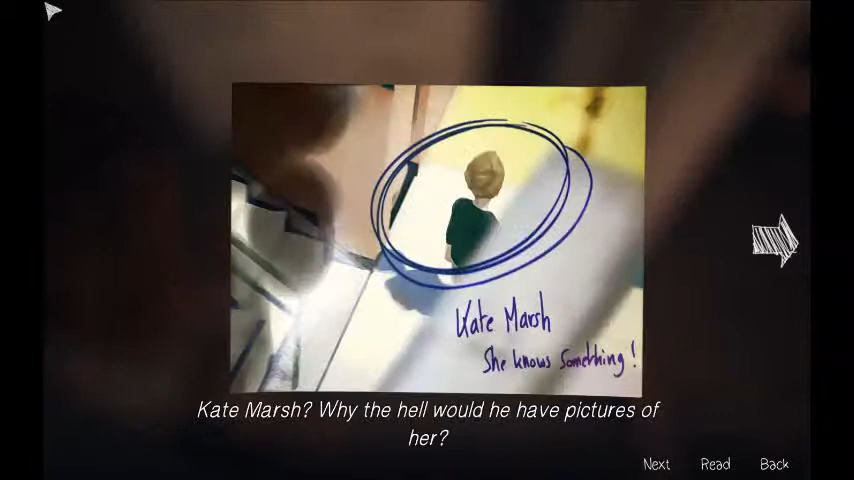 Kate Marsh
She knows something!
Kate Marsh? Why the hell would he have pictures of
her?
Next Read Back